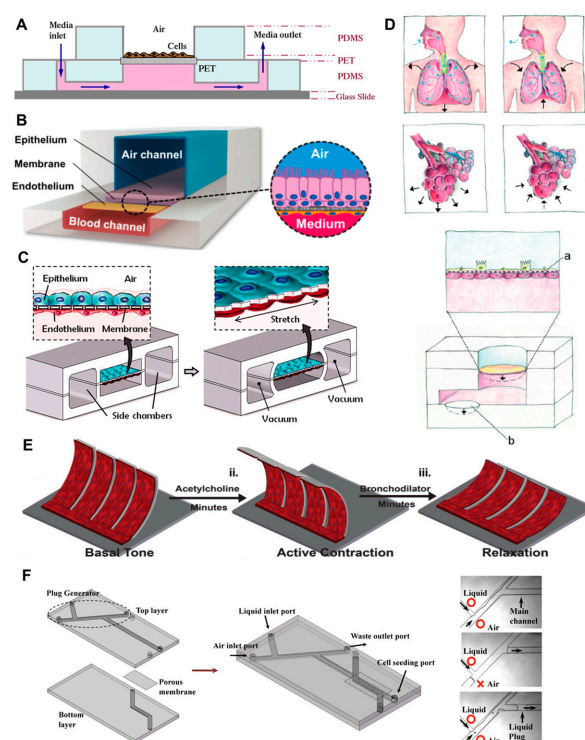 A
Media
inlet
Air
Media outlet
Cells
PDMS
PET
PET
PDMS
Glass Slide
B
Epithelium
Membrane
Endothelium
Air channel
Blood channel
Air
Medium
C
Epithelium
Air
Endothelium
Membrane
Stretch
Side chambers
Vacuum
Vacuum
D
a
b
E
ii.
iii.
Acetylcholine
Minutes
Bronchodilator
Minutes
Basal Tone
Active Contraction
Relaxation
F
Plug Generator
Top layer
Porous
membrane
Bottom
layer
Liquid inlet port
Air inlet port
Waste outlet port
Cell seeding port
Liquid
Air
Main
channel
Liquid
Air
Liquid
Air
Liquid
Plug